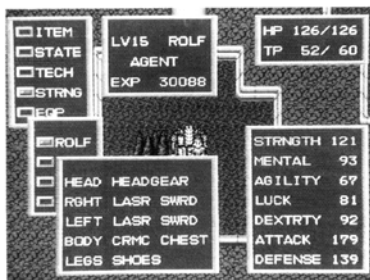 ITEM
STATE
TECH
STRNG
EQP
LV15 ROLF
AGENT
EXP 30088
HP 126/126
TP 52/ 60
ROLF
HEAD HEADGEAR
RGHT LASR SWRD
LEFT LASR SWRD
BODY CRMC CHEST
LEGS SHOES
STRNGTH 121
MENTAL 93
AGILITY 67
LUCK 81
DEXTRTY 92
ATTACK 179
DEFENSE 139